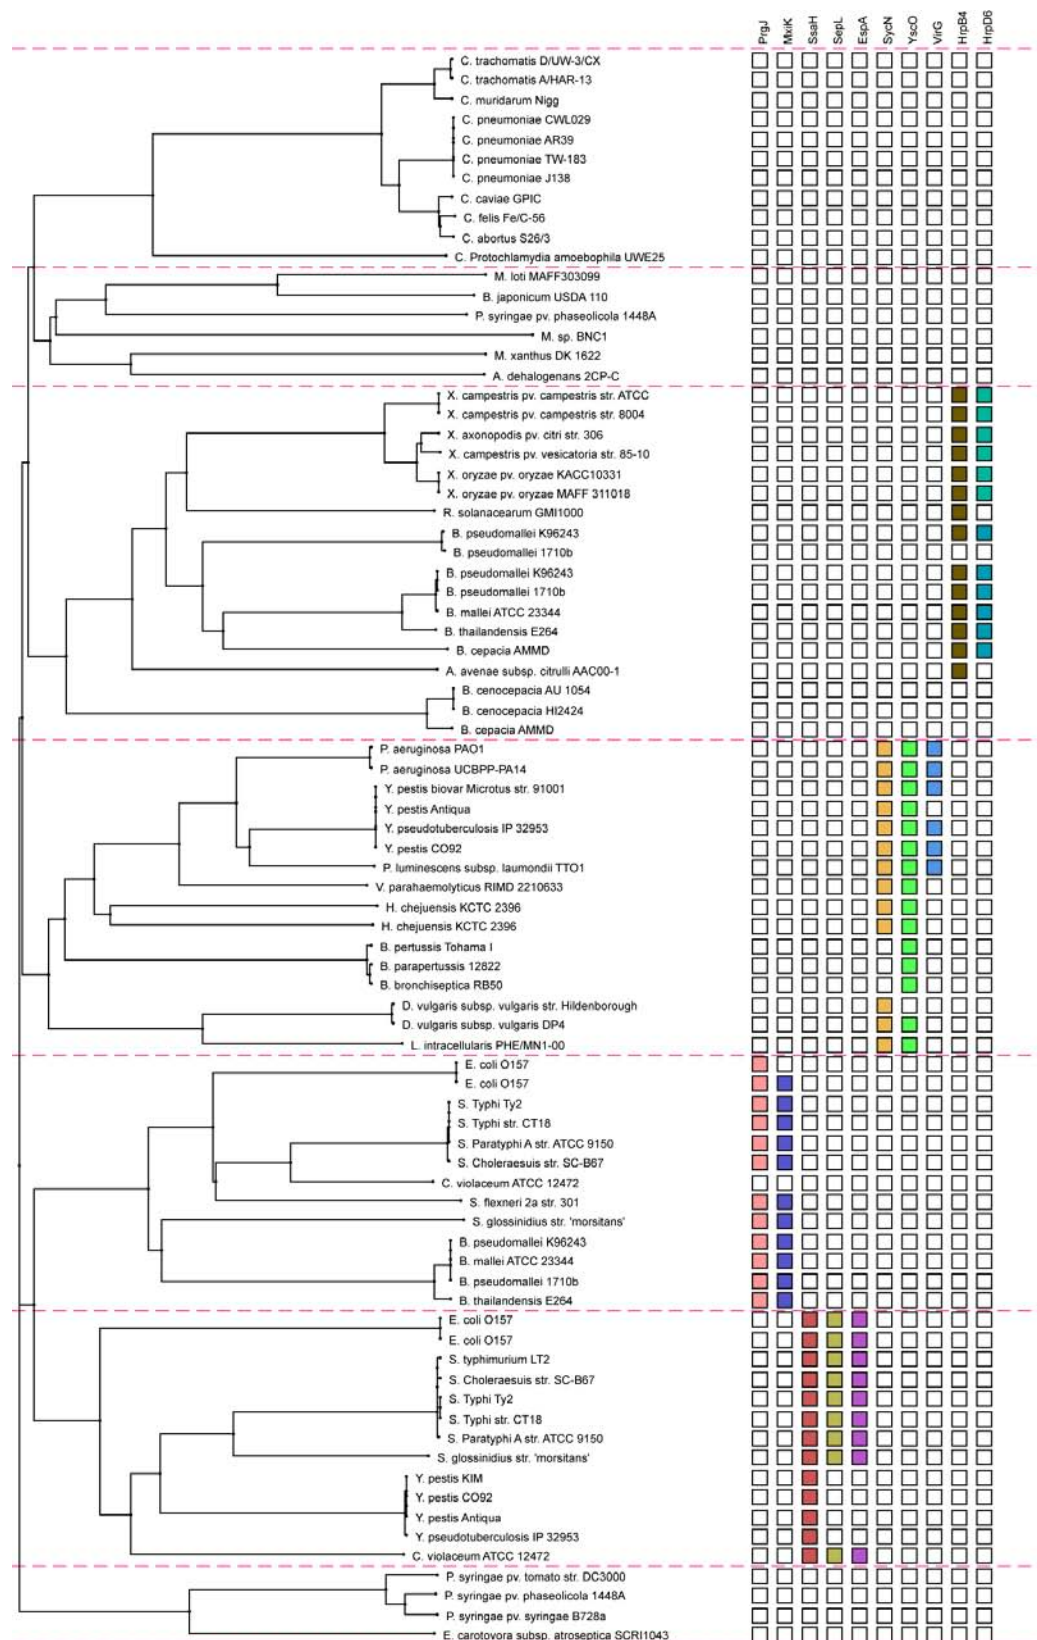 PrgJ
MxiK
SsaH
SepL
EspA
SycN
YscO
VirG
HrpB4
HrpD6
C. trachomatis D/UW-3/CX
C. trachomatis A/HAR-13
C. muridarum Nigg
C. pneumoniae CWL029
C. pneumoniae AR39
C. pneumoniae TW-183
C. pneumoniae J138
C. caviae GPIC
C. felis Fe/C-56
C. abortus S26/3
C. Protochlamydia amoebophila UWE25
M. loti MAFF303099
B. japonicum USDA 110
P. syringae pv. phaseolicola 1448A
M. sp. BNC1
M. xanthus DK 1622
A. dehalogenans 2CP-C
X. campestris pv. campestris str. ATCC
X. campestris pv. campestris str. 8004
X. axonopodis pv. citri str. 306
X. campestris pv. vesicatoria str. 85-10
X. oryzae pv. oryzae KACC10331
X. oryzae pv. oryzae MAFF 311018
R. solanacearum GMI1000
B. pseudomallei K96243
B. pseudomallei 1710b
B. pseudomallei K96243
B. pseudomallei 1710b
B. mallei ATCC 23344
B. thailandensis E264
B. cepacia AMMD
A. avenae subsp. citrulli AAC00-1
B. cenocepacia AU 1054
B. cenocepacia HI2424
B. cepacia AMMD
P. aeruginosa PAO1
P. aeruginosa UCBPP-PA14
Y. pestis biovar Microtus str. 91001
Y. pestis Antiqua
Y. pseudotuberculosis IP 32953
Y. pestis CO92
P. luminescens subsp. laumondii TTO1
V. parahaemolyticus RIMD 2210633
H. chejuensis KCTC 2396
H. chejuensis KCTC 2396
B. pertussis Tohama I
B. parapertussis 12822
B. bronchiseptica RB50
D. vulgaris subsp. vulgaris str. Hildenborough
D. vulgaris subsp. vulgaris DP4
L. intracellularis PHE/MN1-00
E. coli O157
E. coli O157
S. Typhi Ty2
S. Typhi str. CT18
S. Paratyphi A str. ATCC 9150
S. Choleraesuis str. SC-B67
C. violaceum ATCC 12472
S. flexneri 2a str. 301
S. glossinidius str. 'morsitans'
B. pseudomallei K96243
B. mallei ATCC 23344
B. pseudomallei 1710b
B. thailandensis E264
E. coli O157
E. coli O157
S. typhimurium LT2
S. Choleraesuis str. SC-B67
S. Typhi Ty2
S. Typhi str. CT18
S. Paratyphi A str. ATCC 9150
S. glossinidius str. 'morsitans'
Y. pestis KIM
Y. pestis CO92
Y. pestis Antiqua
Y. pseudotuberculosis IP 32953
C. violaceum ATCC 12472
P. syringae pv. tomato str. DC3000
P. syringae pv. phaseolicola 1448A
P. syringae pv. syringae B728a
E. carotovora subsp. atroseptica SCRI1043